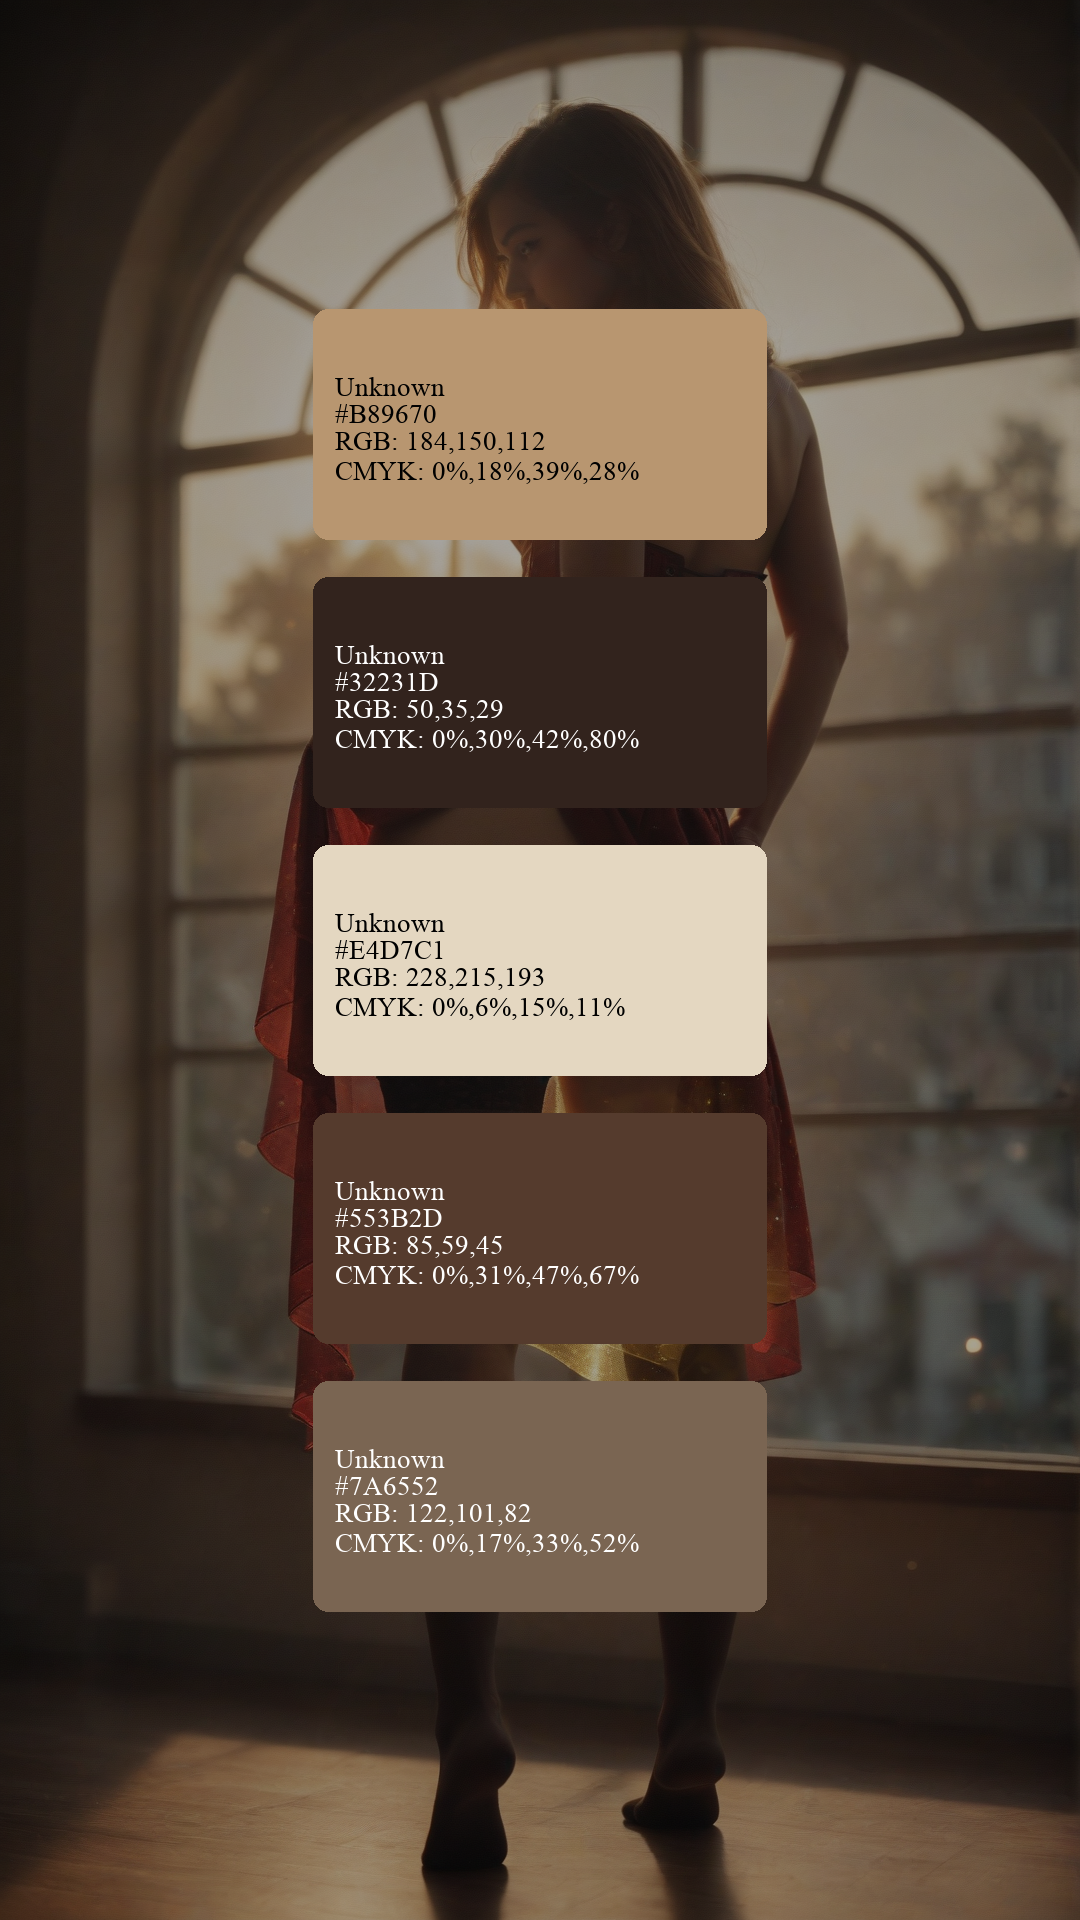 Unknown
#B89670
RGB: 184,150,112
CMYK: 0%,18%,39%,28%
Unknown
#32231D
RGB: 50,35,29
CMYK: 0%,30%,42%,80%
Unknown
#E4D7C1
RGB: 228,215,193
CMYK: 0%,6%,15%,11%
Unknown
#553B2D
RGB: 85,59,45
CMYK: 0%,31%,47%,67%
Unknown
#7A6552
RGB: 122,101,82
CMYK: 0%,17%,33%,52%